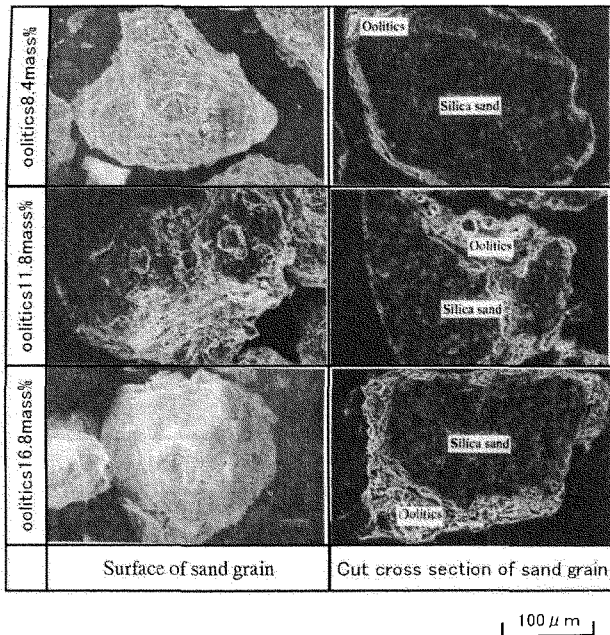 oolitics8.4mass%
Oolitics
Silica sand
oolitics11.8mass%
Oolitics
Silica sand
oolitics16.8mass%
Silica sand
Oolitics
Surface of sand grain
Cut cross section of sand grain
100 μ m